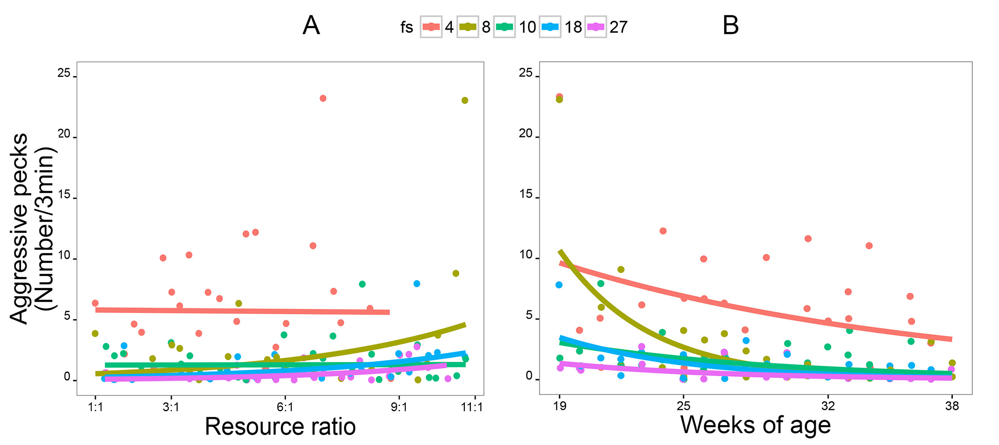 A fs 4 8 10 18 27 B
25
20
15
10
5
0
Aggressive pecks
(Number/3min)
1:1 3:1 6:1 9:1 11:1
Resource ratio
25
20
15
10
5
0
19 25 32 38
Weeks of age